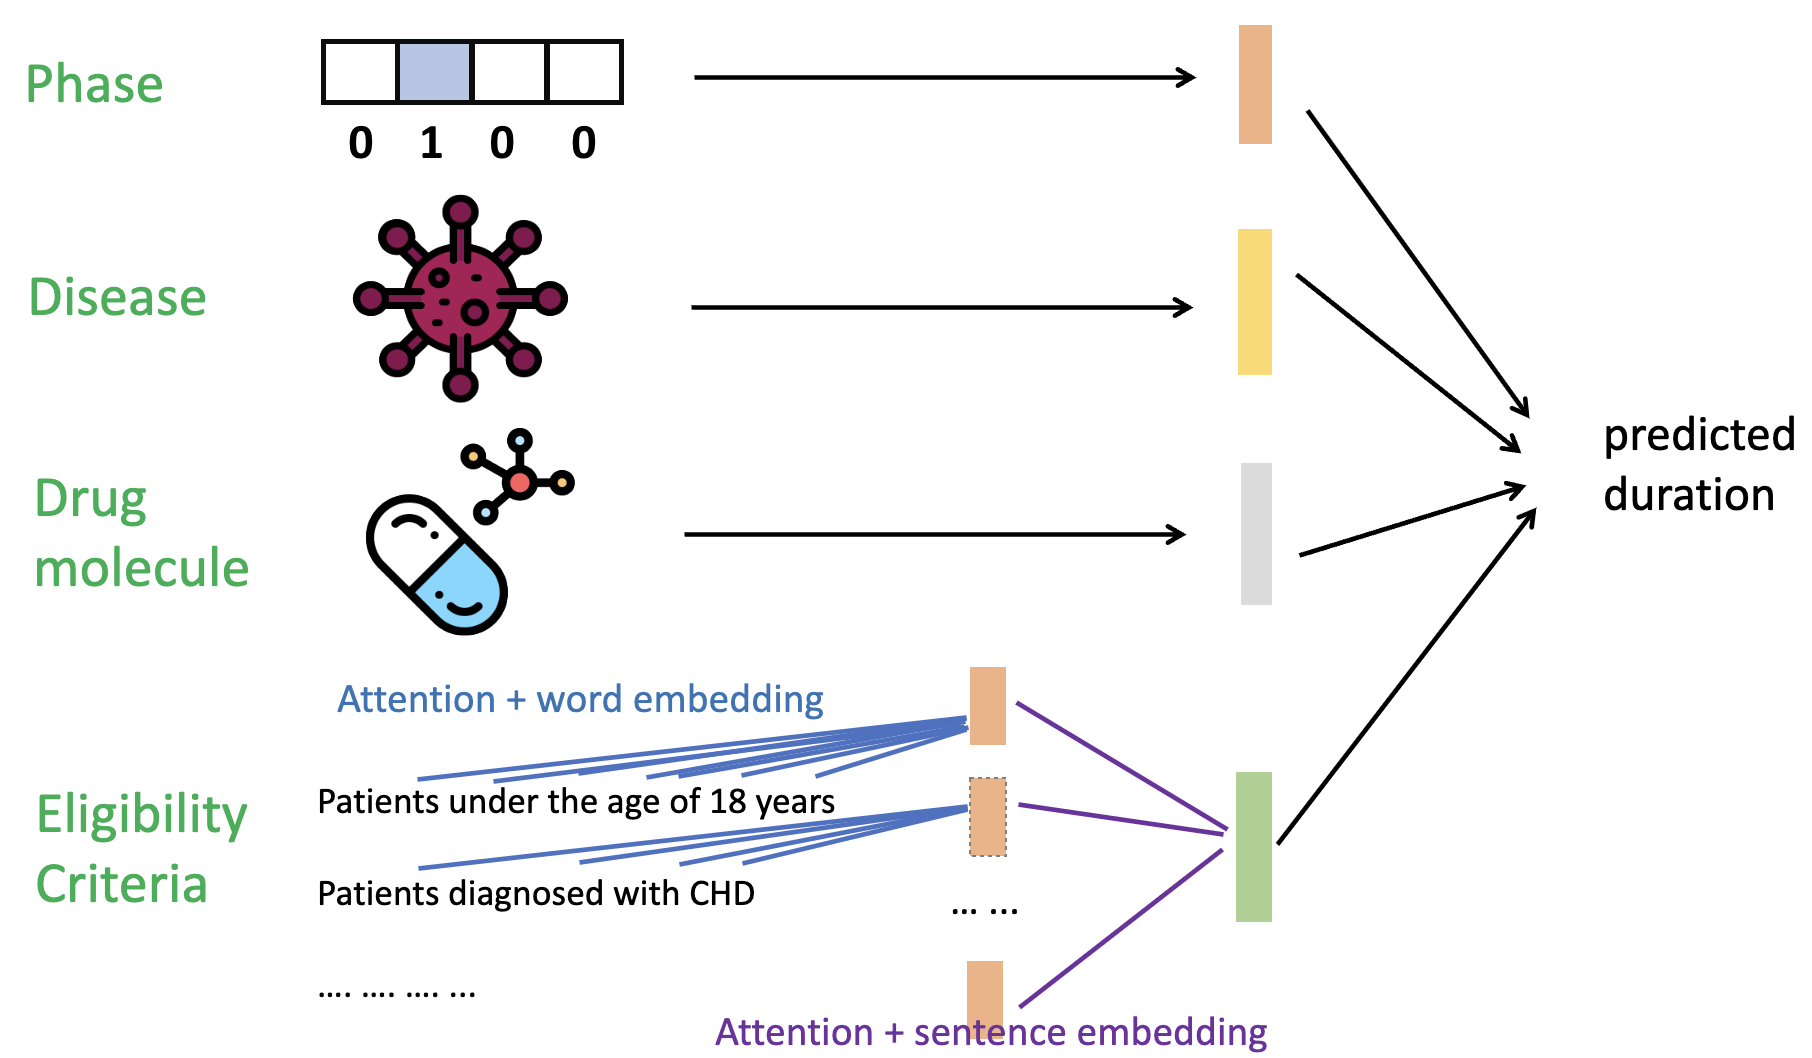 Phase
0 1 0 0
Disease
Drug
molecule
predicted
duration
Attention + word embedding
Eligibility
Criteria
Patients under the age of 18 years
Patients diagnosed with CHD
... ...
.... .... .... ...
Attention + sentence embedding